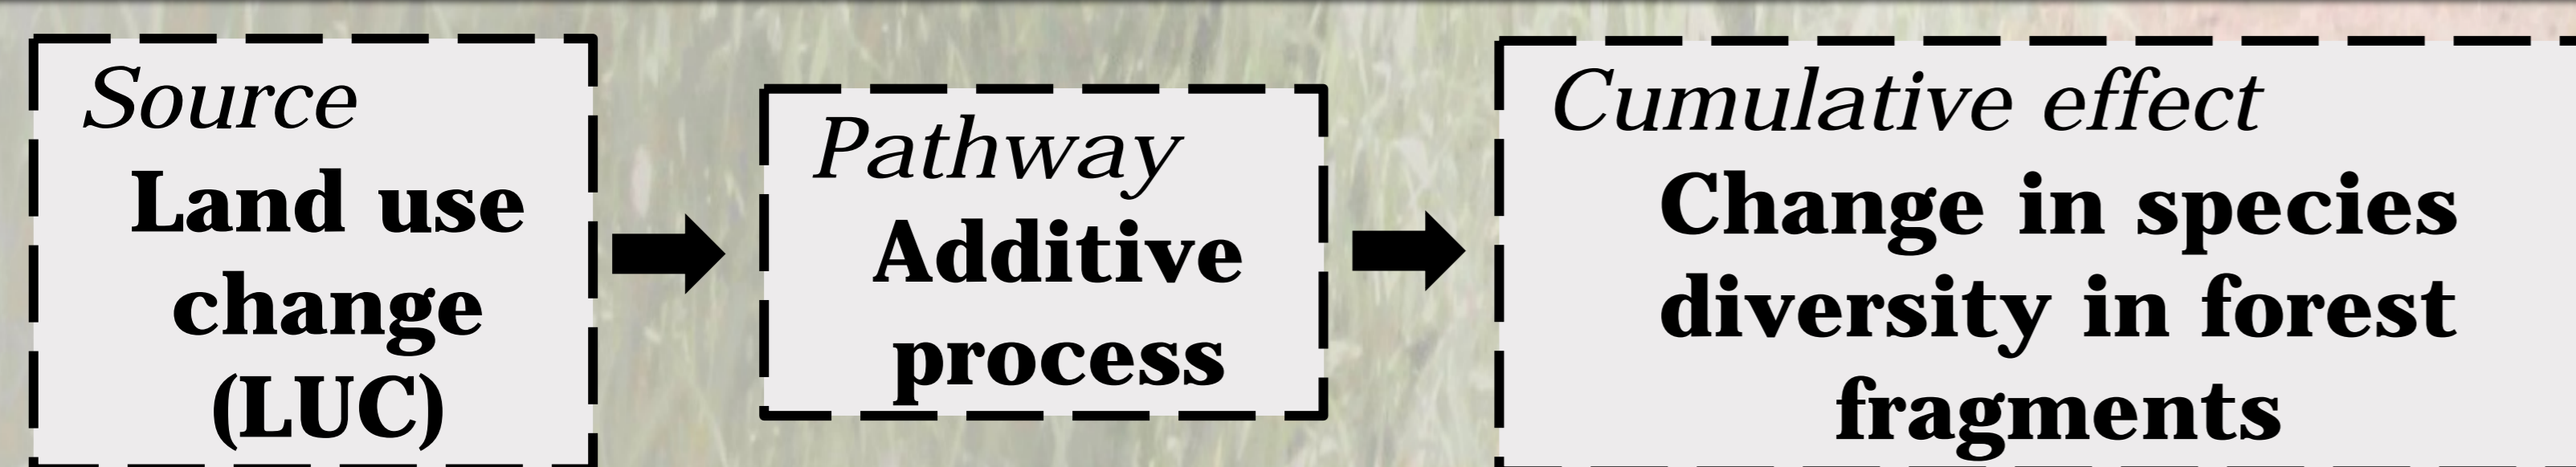 Source
Land use
change
(LUC)
Pathway
Additive
process
Cumulative effect
Change in species
diversity in forest
fragments